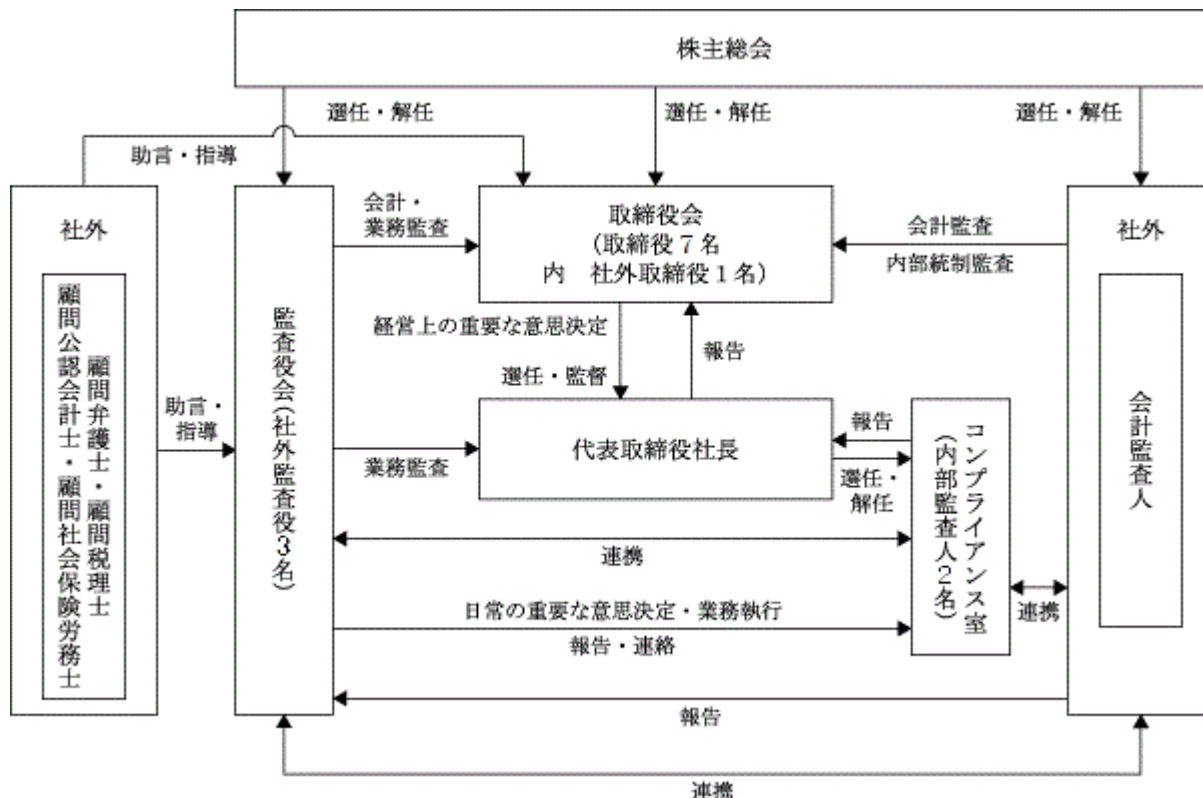 株主総会
選任・解任
選任・解任
選任・解任
助言・指導
社外
顧問弁護士・顧問税理士
顧問公認会計士・顧問社会保険労務士
助言・
指導
監査役会(社外監査役3名)
会計・
業務監査
取締役会
(取締役7名
内 社外取締役1名)
会計監査
内部統制監査
社外
会計監査人
経営上の重要な意思決定
選任・監督
報告
業務監査
代表取締役社長
報告
選任・
解任
コンプライアンス室
(内部監査人2名)
連携
連携
日常の重要な意思決定・業務執行
報告・連絡
報告
連携